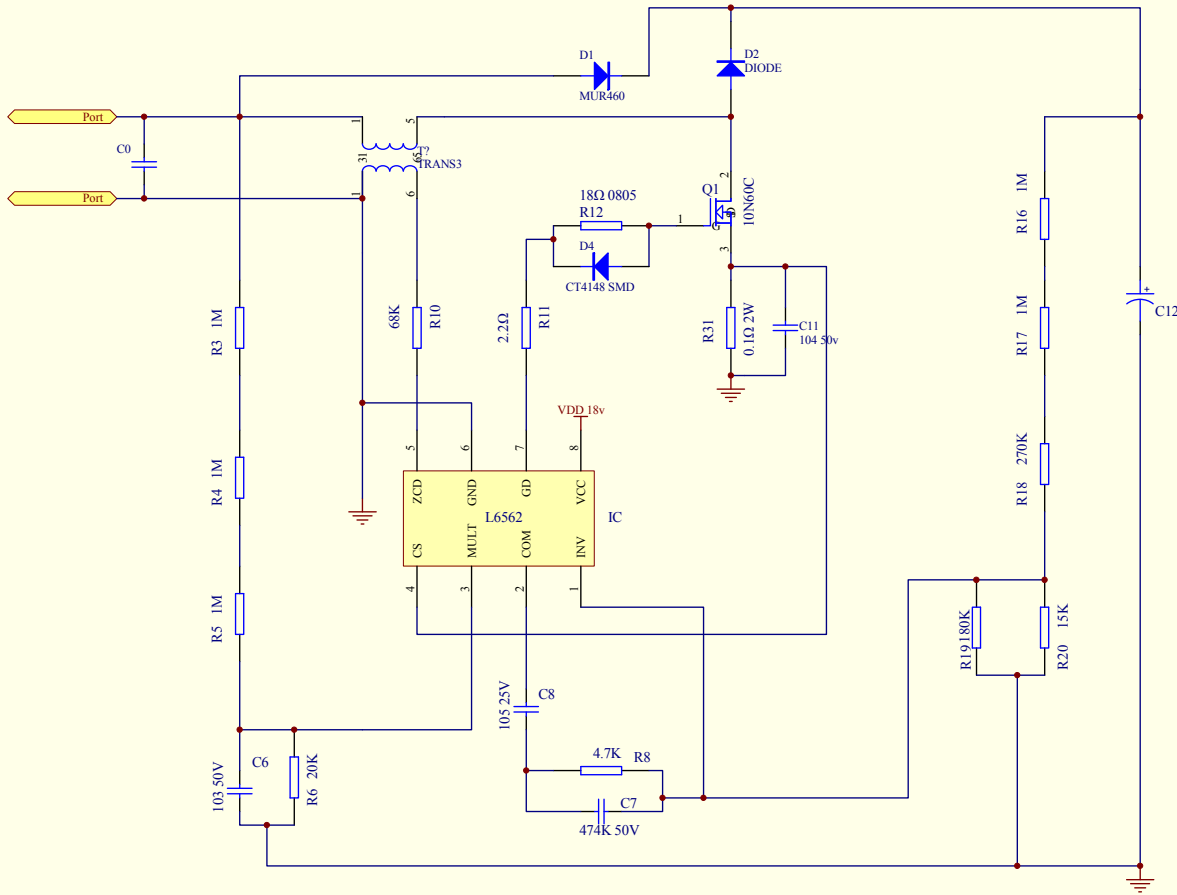 D1
MUR460
D2
DIODE
Port
C0
1
5
31
65
T?
TRANS3
Port
1
6
18Ω 0805
R12
D4
CT4148 SMD
Q1
1
2
3
G
D
S
10N60C
R16 1M
R3 1M
68K R10
2.2Ω R11
R31 0.1Ω 2W
C11
104 50v
R17 1M
+
C12
VDD 18v
5
6
7
8
R4 1M
ZCD
GND
GD
VCC
L6562
IC
CS
MULT
COM
INV
4
3
2
1
R18 270K
R5 1M
R19 180K
15K
R20
105 25V
C8
C6
103 50V
R6 20K
4.7K
R8
C7
474K 50V